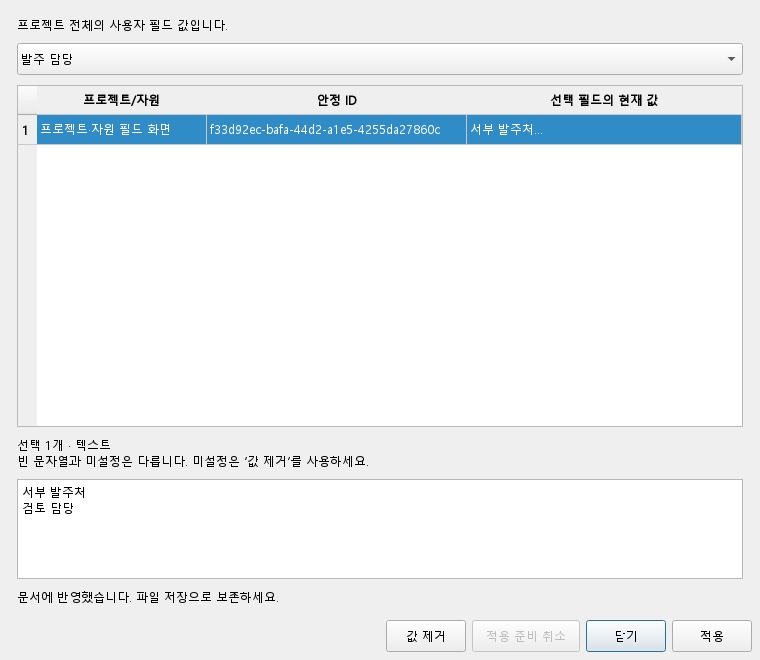 프로젝트 전체의 사용자 필드 값입니다.
발주 담당
프로젝트/자원 안정 ID 선택 필드의 현재 값
1 프로젝트·자원 필드 화면 f33d92ec-bafa-44d2-a1e5-4255da27860c 서부 발주처...
선택 1개 · 텍스트
빈 문자열과 미설정은 다릅니다. 미설정은 ‘값 제거’를 사용하세요.
서부 발주처
검토 담당
문서에 반영했습니다. 파일 저장으로 보존하세요.
값 제거 적용 준비 취소 닫기 적용